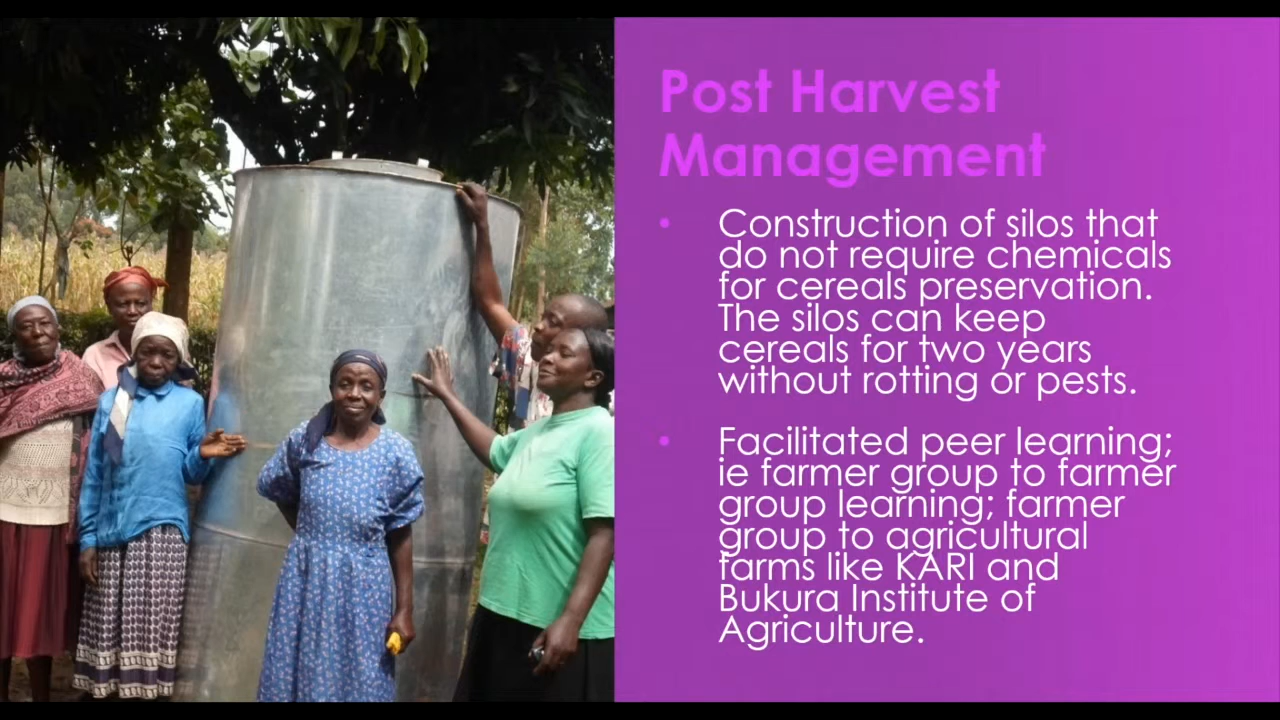 Post Harvest
Management
• Construction of silos that
do not require chemicals
for cereals preservation.
The silos can keep
cereals for two years
without rotting or pests.
• Facilitated peer learning;
ie farmer group to farmer
group learning; farmer
group to agricultural
farms like KARI and
Bukura Institute of
Agriculture.